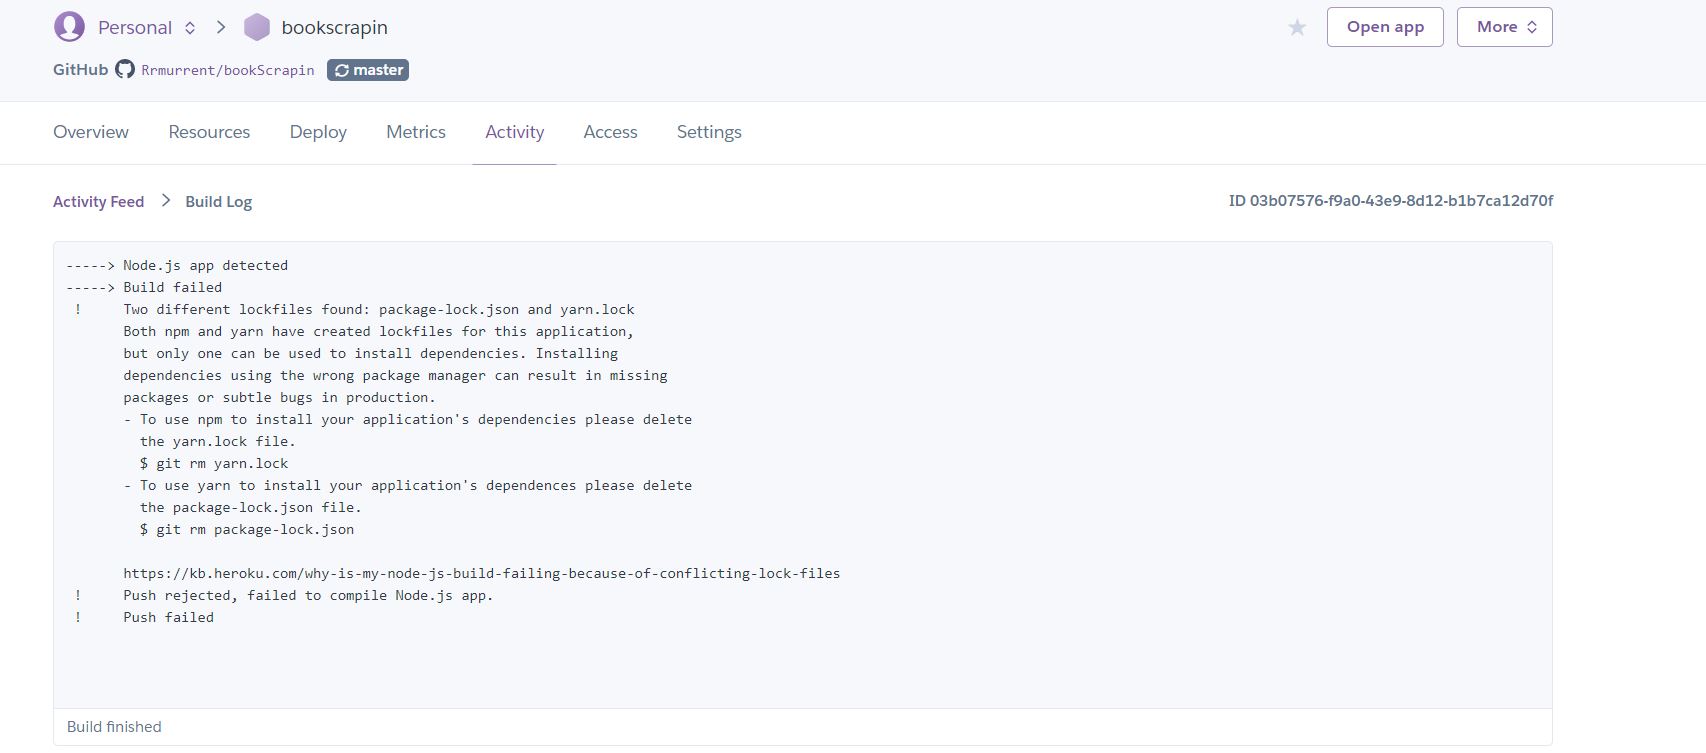 Personal bookscrapin Open app More
GitHub Rrmurrent/bookScrapin master
Overview Resources Deploy Metrics Activity Access Settings
Activity Feed Build Log ID 03b07576-f9a0-43e9-8d12-b1b7ca12d70f
-----> Node.js app detected
-----> Build failed
! Two different lockfiles found: package-lock.json and yarn.lock
Both npm and yarn have created lockfiles for this application,
but only one can be used to install dependencies. Installing
dependencies using the wrong package manager can result in missing
packages or subtle bugs in production.
- To use npm to install your application's dependencies please delete
the yarn.lock file.
$ git rm yarn.lock
- To use yarn to install your application's dependences please delete
the package-lock.json file.
$ git rm package-lock.json
https://kb.heroku.com/why-is-my-node-js-build-failing-because-of-conflicting-lock-files
! Push rejected, failed to compile Node.js app.
! Push failed
Build finished